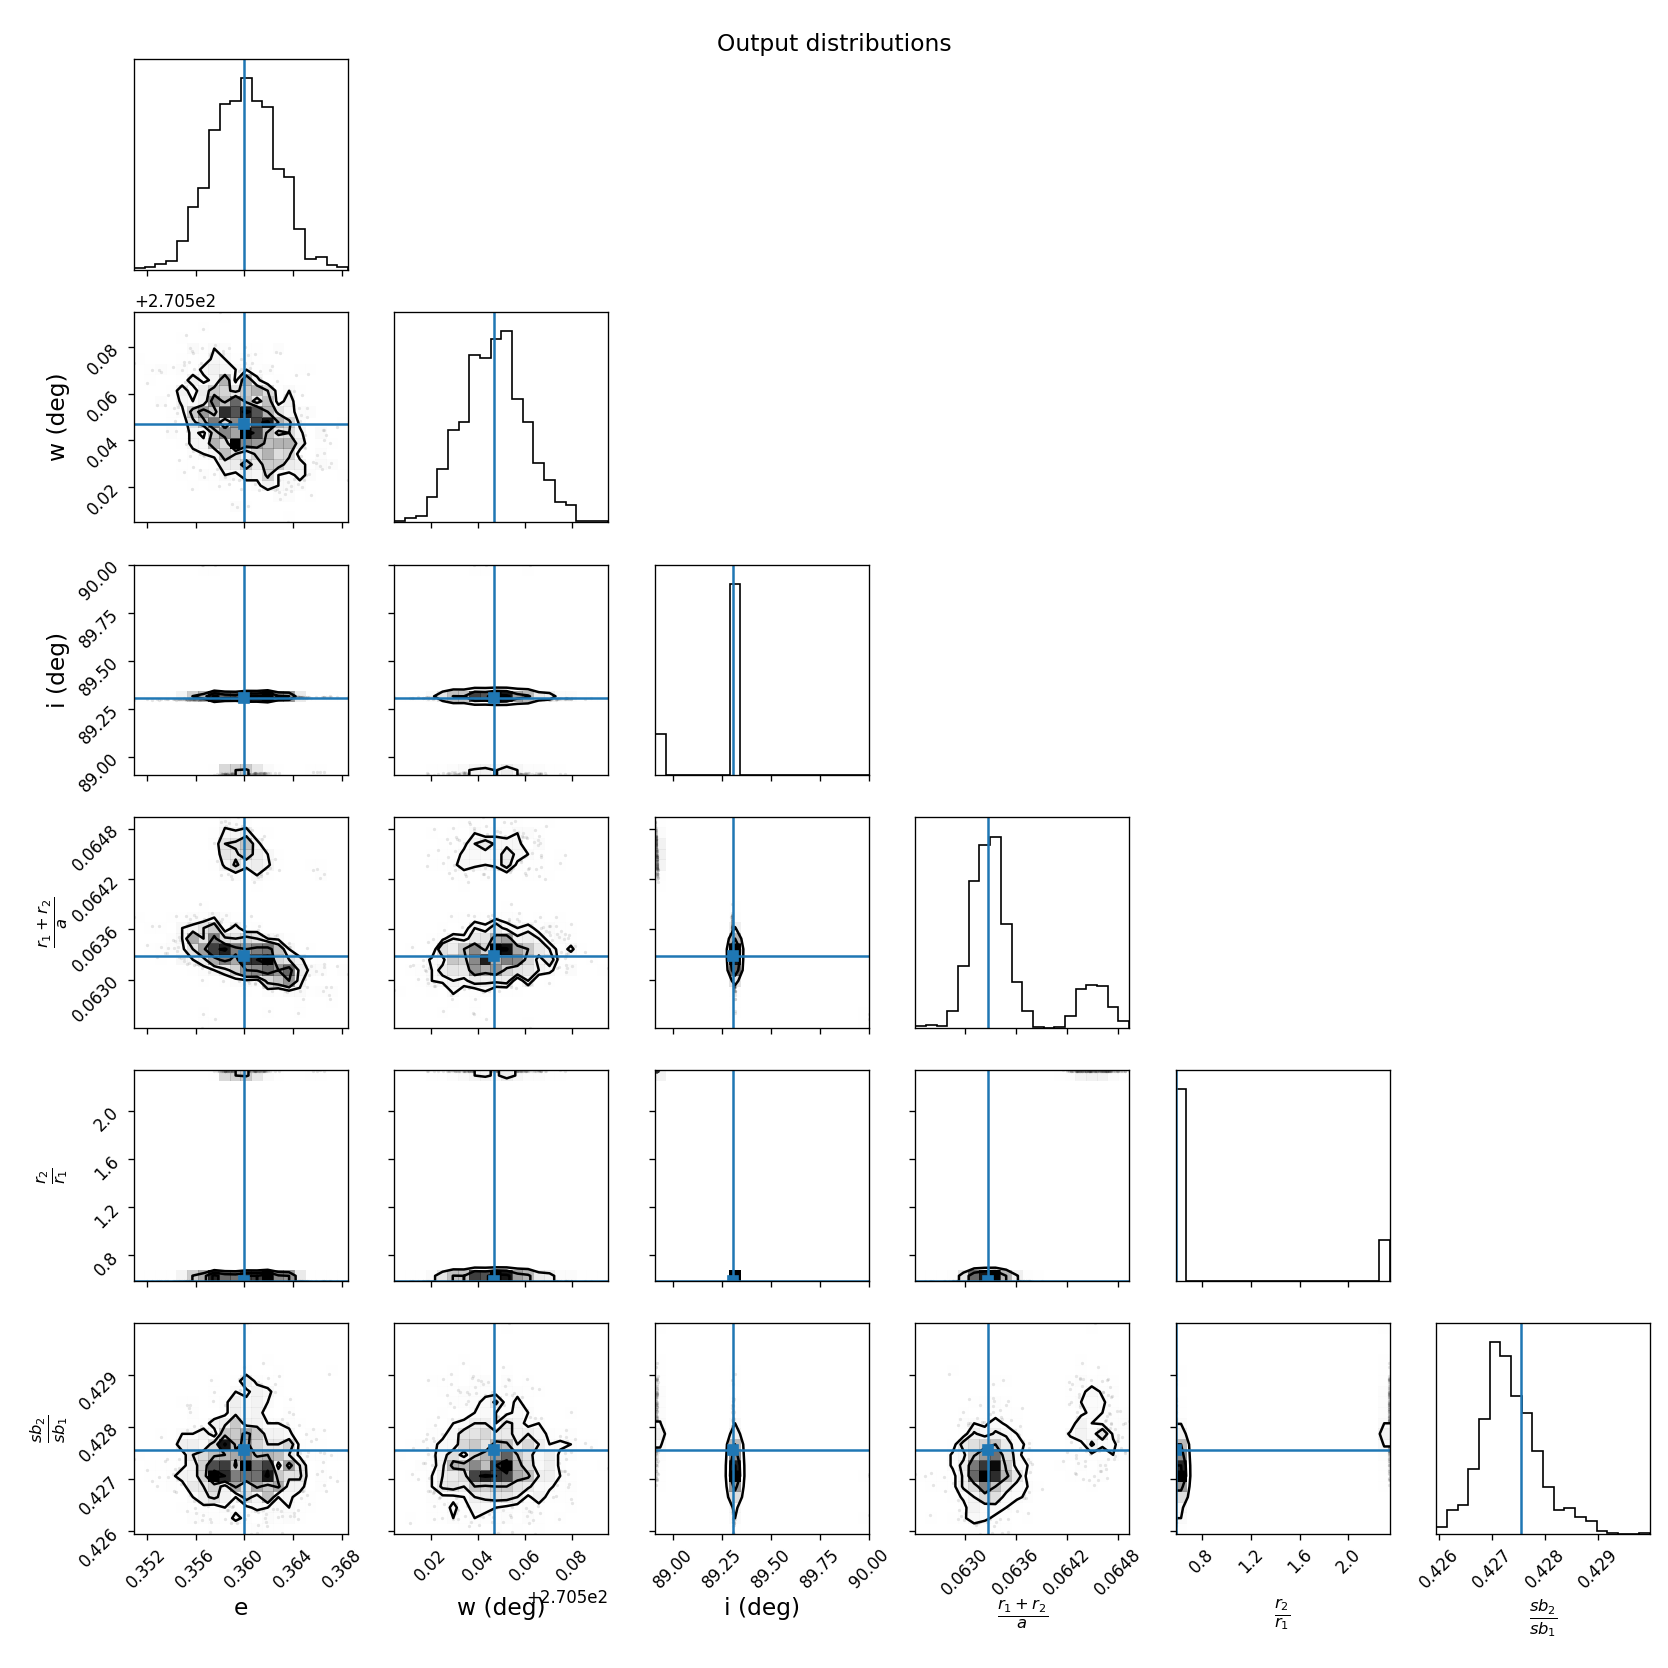 Output distributions
+2.705e2
w (deg)
0.08
0.06
0.04
0.02
i (deg)
90.00
89.75
89.50
89.25
89.00
r₁ + r₂ / a
0.0648
0.0642
0.0636
0.0630
r₂ / r₁
2.0
1.6
1.2
0.8
sb₂ / sb₁
0.429
0.428
0.427
0.426
0.352 0.356 0.360 0.364 0.368
0.02 0.04 0.06 0.08
89.00 89.25 89.50 89.75 90.00
0.0630 0.0636 0.0642 0.0648
0.8 1.2 1.6 2.0
0.426 0.427 0.428 0.429
+2.705e2
e w (deg) i (deg) r₁ + r₂ / a r₂ / r₁ sb₂ / sb₁